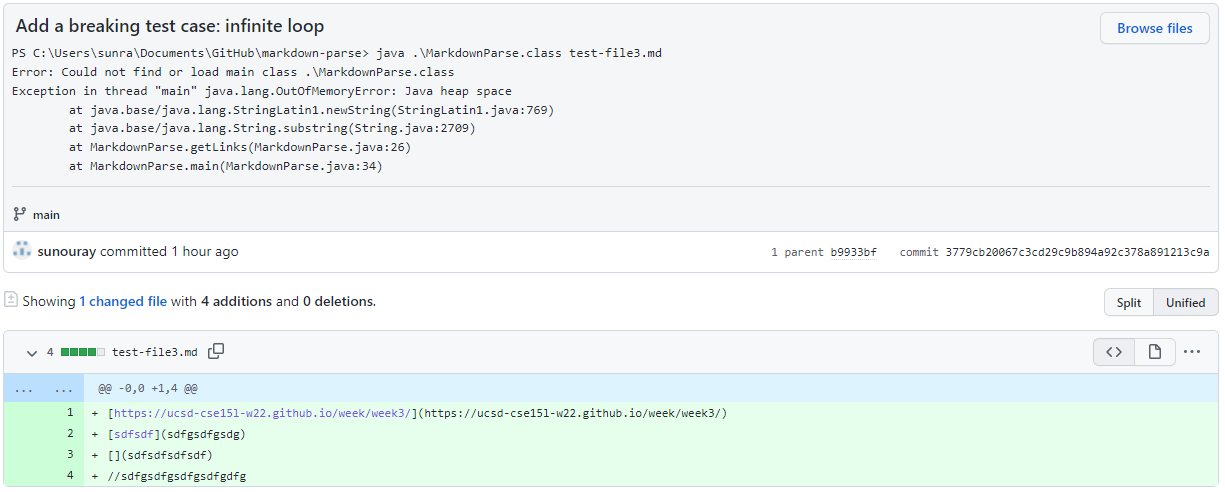 Add a breaking test case: infinite loop
Browse files
PS C:\Users\sunra\Documents\GitHub\markdown-parse> java .\MarkdownParse.class test-file3.md
Error: Could not find or load main class .\MarkdownParse.class
Exception in thread "main" java.lang.OutOfMemoryError: Java heap space
at java.base/java.lang.StringLatin1.newString(StringLatin1.java:769)
at java.base/java.lang.String.substring(String.java:2709)
at MarkdownParse.getLinks(MarkdownParse.java:26)
at MarkdownParse.main(MarkdownParse.java:34)
main
sunouray committed 1 hour ago 1 parent b9933bf commit 3779cb20067c3cd29c9b894a92c378a891213c9a
Showing 1 changed file with 4 additions and 0 deletions.
Split Unified
4 test-file3.md
... ... @@ -0,0 +1,4 @@
1 + [https://ucsd-cse15l-w22.github.io/week/week3/](https://ucsd-cse15l-w22.github.io/week/week3/)
2 + [sdfsdf](sdfgsdfgsdg)
3 + [](sdfsdfsdfsdf)
4 + //sdfgsdfgsdfgsdfgdfg